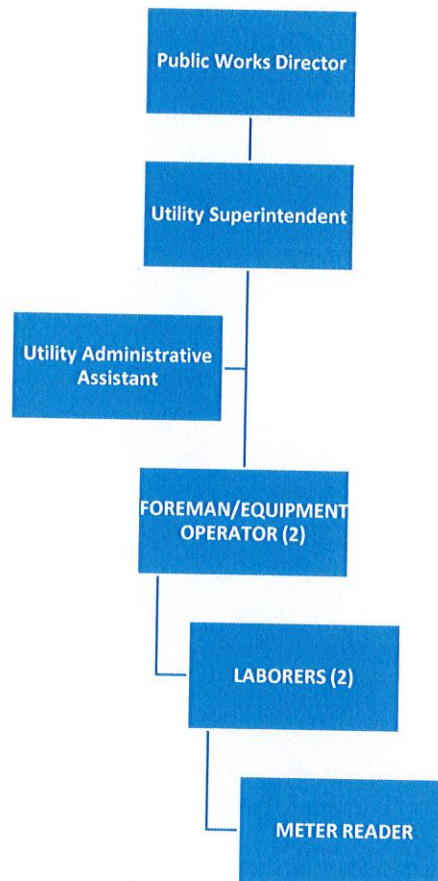 Public Works Director
Utility Superintendent
Utility Administrative
Assistant
FOREMAN/EQUIPMENT
OPERATOR (2)
LABORERS (2)
METER READER